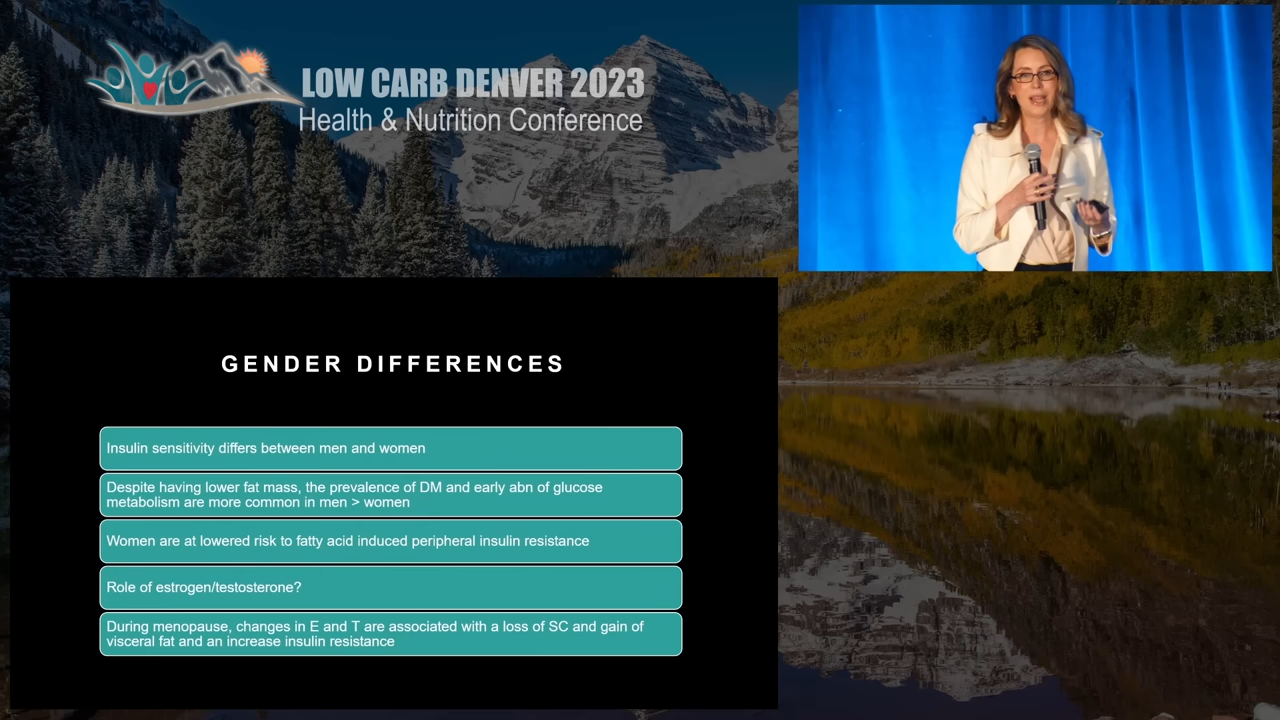 LOW CARB DENVER 2023
Health & Nutrition Conference
GENDER DIFFERENCES
Insulin sensitivity differs between men and women
Despite having lower fat mass, the prevalence of DM and early abn of glucose
metabolism are more common in men > women
Women are at lowered risk to fatty acid induced peripheral insulin resistance
Role of estrogen/testosterone?
During menopause, changes in E and T are associated with a loss of SC and gain of
visceral fat and an increase insulin resistance